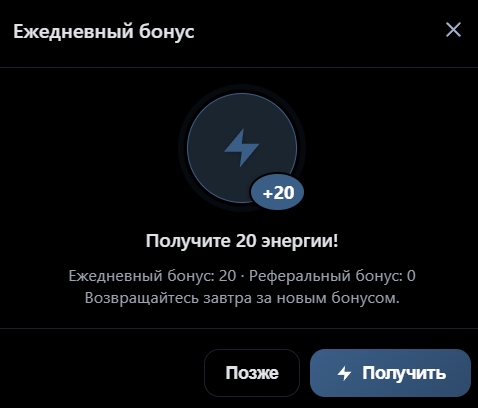 Ежедневный бонус
+20
Получите 20 энергии!
Ежедневный бонус: 20 · Реферальный бонус: 0
Возвращайтесь завтра за новым бонусом.
Позже
Получить